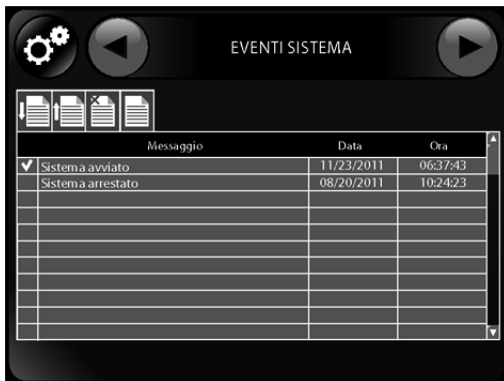 EVENTI SISTEMA
Messaggio Data Ora
Sistema avviato 11/23/2011 06:37:43
Sistema arrestato 08/20/2011 10:24:23